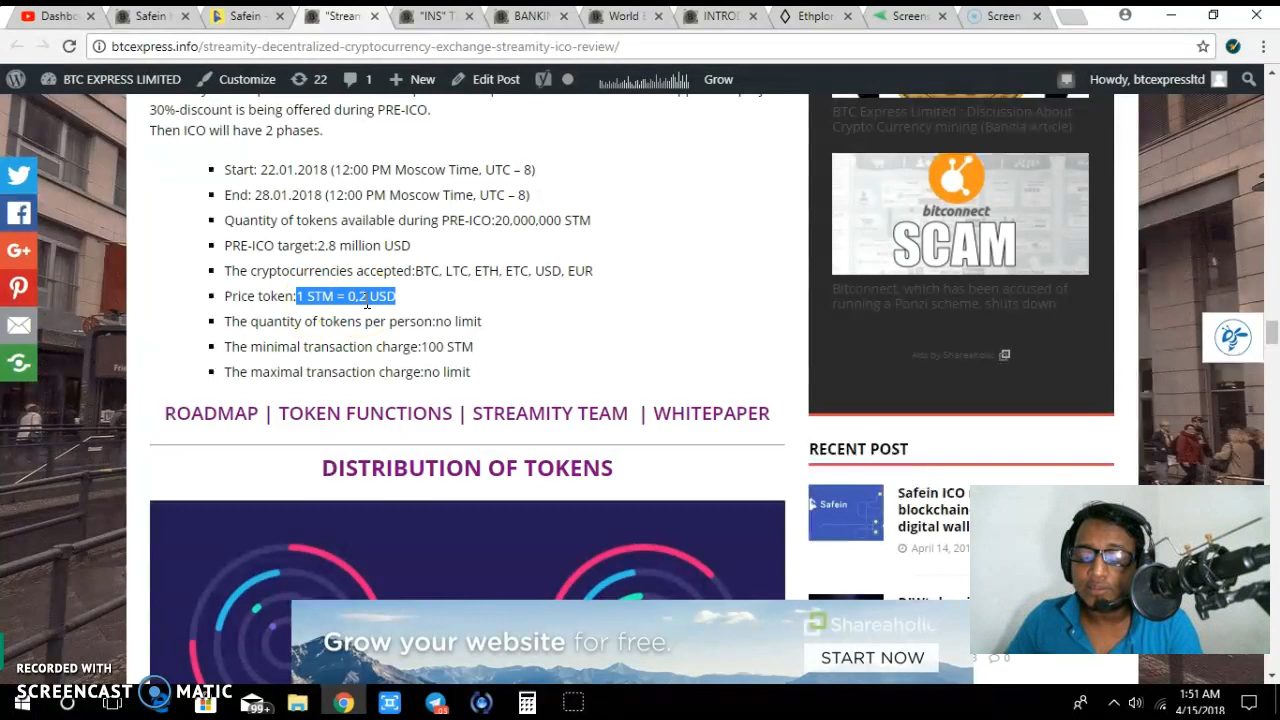 Dashbo
Safein N
Safein -
"Stream
"INS" T
BANKIN
World E
INTROD
Ethplor
Screens
Screen
btcexpress.info/streamity-decentralized-cryptocurrency-exchange-streamity-ico-review/
BTC EXPRESS LIMITED
Customize
22
1
New
Edit Post
Grow
Howdy, btcexpressltd
30%-discount is being offered during PRE-ICO.
Then ICO will have 2 phases.
Start: 22.01.2018 (12:00 PM Moscow Time, UTC – 8)
End: 28.01.2018 (12:00 PM Moscow Time, UTC – 8)
Quantity of tokens available during PRE-ICO:20,000,000 STM
PRE-ICO target:2.8 million USD
The cryptocurrencies accepted:BTC, LTC, ETH, ETC, USD, EUR
Price token:1 STM = 0,2 USD
The quantity of tokens per person:no limit
The minimal transaction charge:100 STM
The maximal transaction charge:no limit
ROADMAP | TOKEN FUNCTIONS | STREAMITY TEAM | WHITEPAPER
DISTRIBUTION OF TOKENS
BTC Express Limited : Discussion About
Crypto Currency mining (Bangla Article)
bitconnect
SCAM
Bitconnect, which has been accused of
running a Ponzi scheme, shuts down
Ads by Shareaholic
RECENT POST
Safein
Safein ICO
blockchain
digital wall
April 14, 201
0
Grow your website for free.
Shareaholic
START NOW
RECORDED WITH
SCREENCAST MATIC
99+
05
1:51 AM
4/15/2018